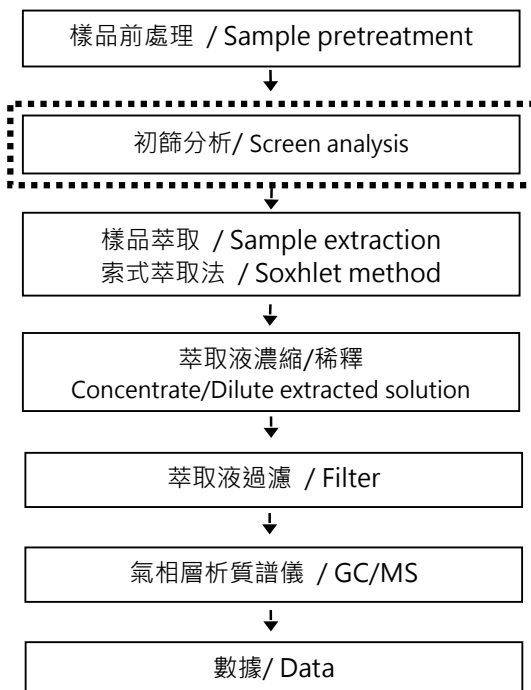 樣品前處理 / Sample pretreatment
初篩分析/ Screen analysis
樣品萃取 / Sample extraction
索式萃取法 / Soxhlet method
萃取液濃縮/稀釋
Concentrate/Dilute extracted solution
萃取液過濾 / Filter
氣相層析質譜儀 / GC/MS
數據/ Data